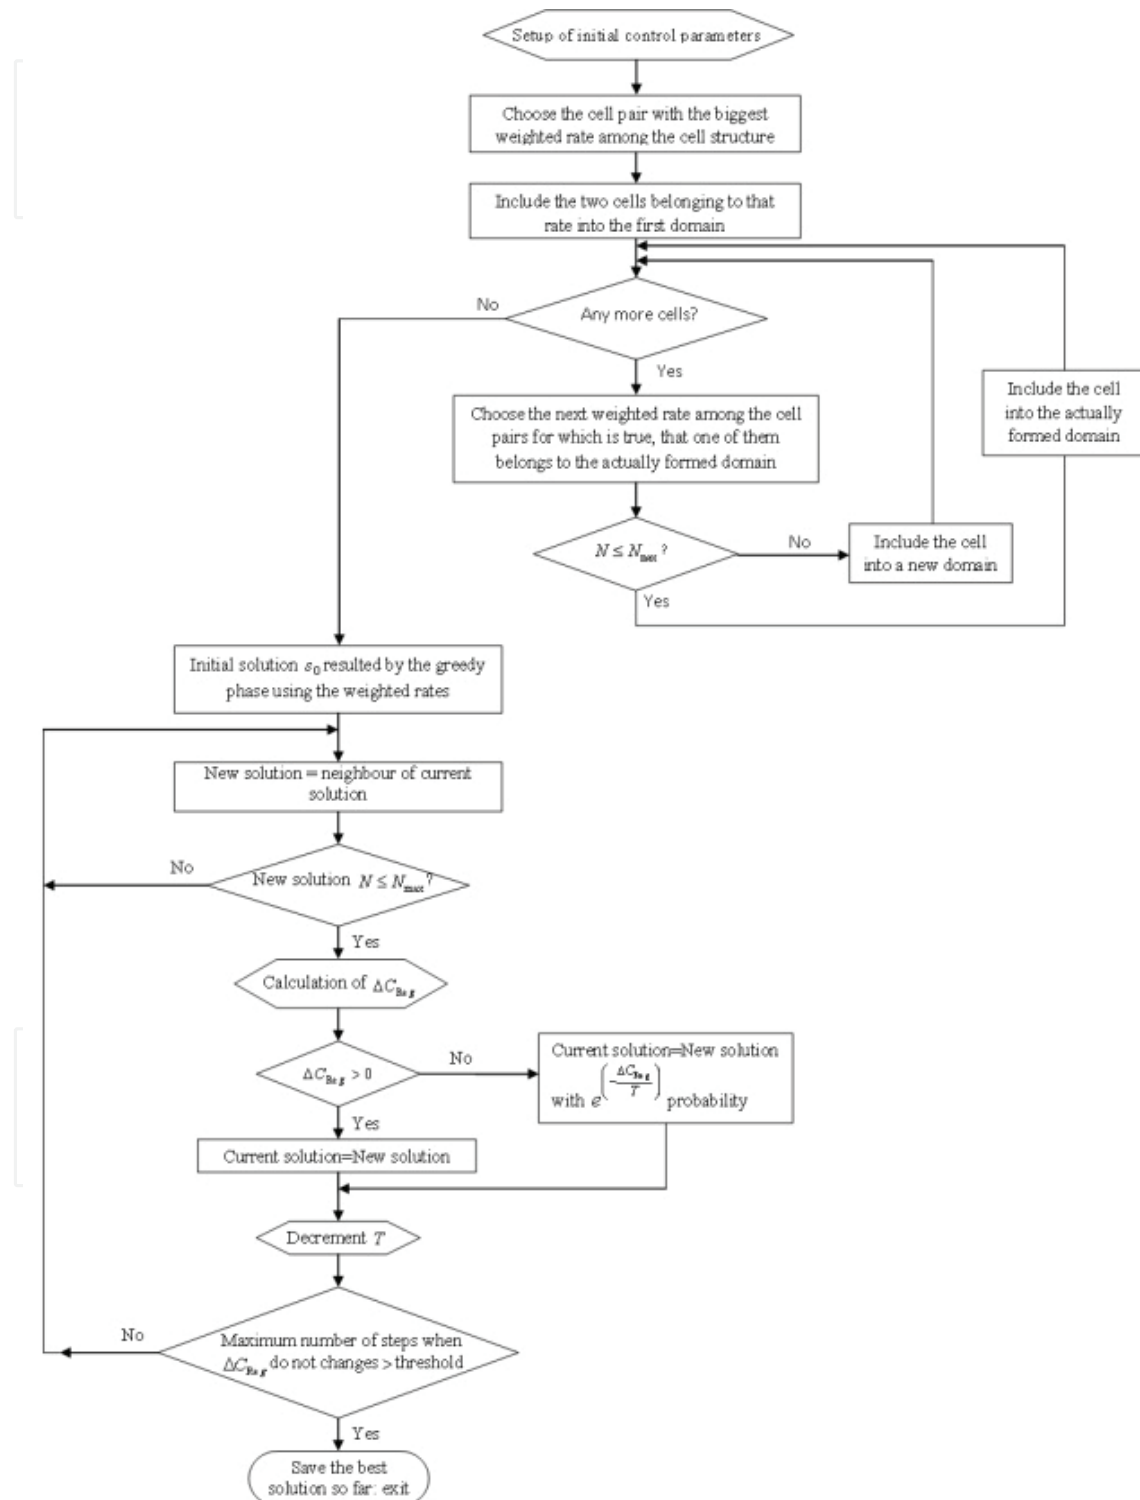 Setup of initial control parameters
Choose the cell pair with the biggest
weighted rate among the cell structure
Include the two cells belonging to that
rate into the first domain
No
Any more cells?
Yes
Include the cell
into the actually
formed domain
Choose the next weighted rate among the cell
pairs for which is true, that one of them
belongs to the actually formed domain
N ≤ N_max ?
No
Include the cell
into a new domain
Yes
Initial solution s_0 resulted by the greedy
phase using the weighted rates
New solution = neighbour of current
solution
No
New solution N ≤ N_max ?
Yes
Calculation of ΔC_Reg
ΔC_Reg > 0
No
Current solution=New solution
with e^(-ΔC_Reg/T) probability
Yes
Current solution=New solution
Decrement T
No
Maximum number of steps when
ΔC_Reg do not changes > threshold
Yes
Save the best
solution so far: exit